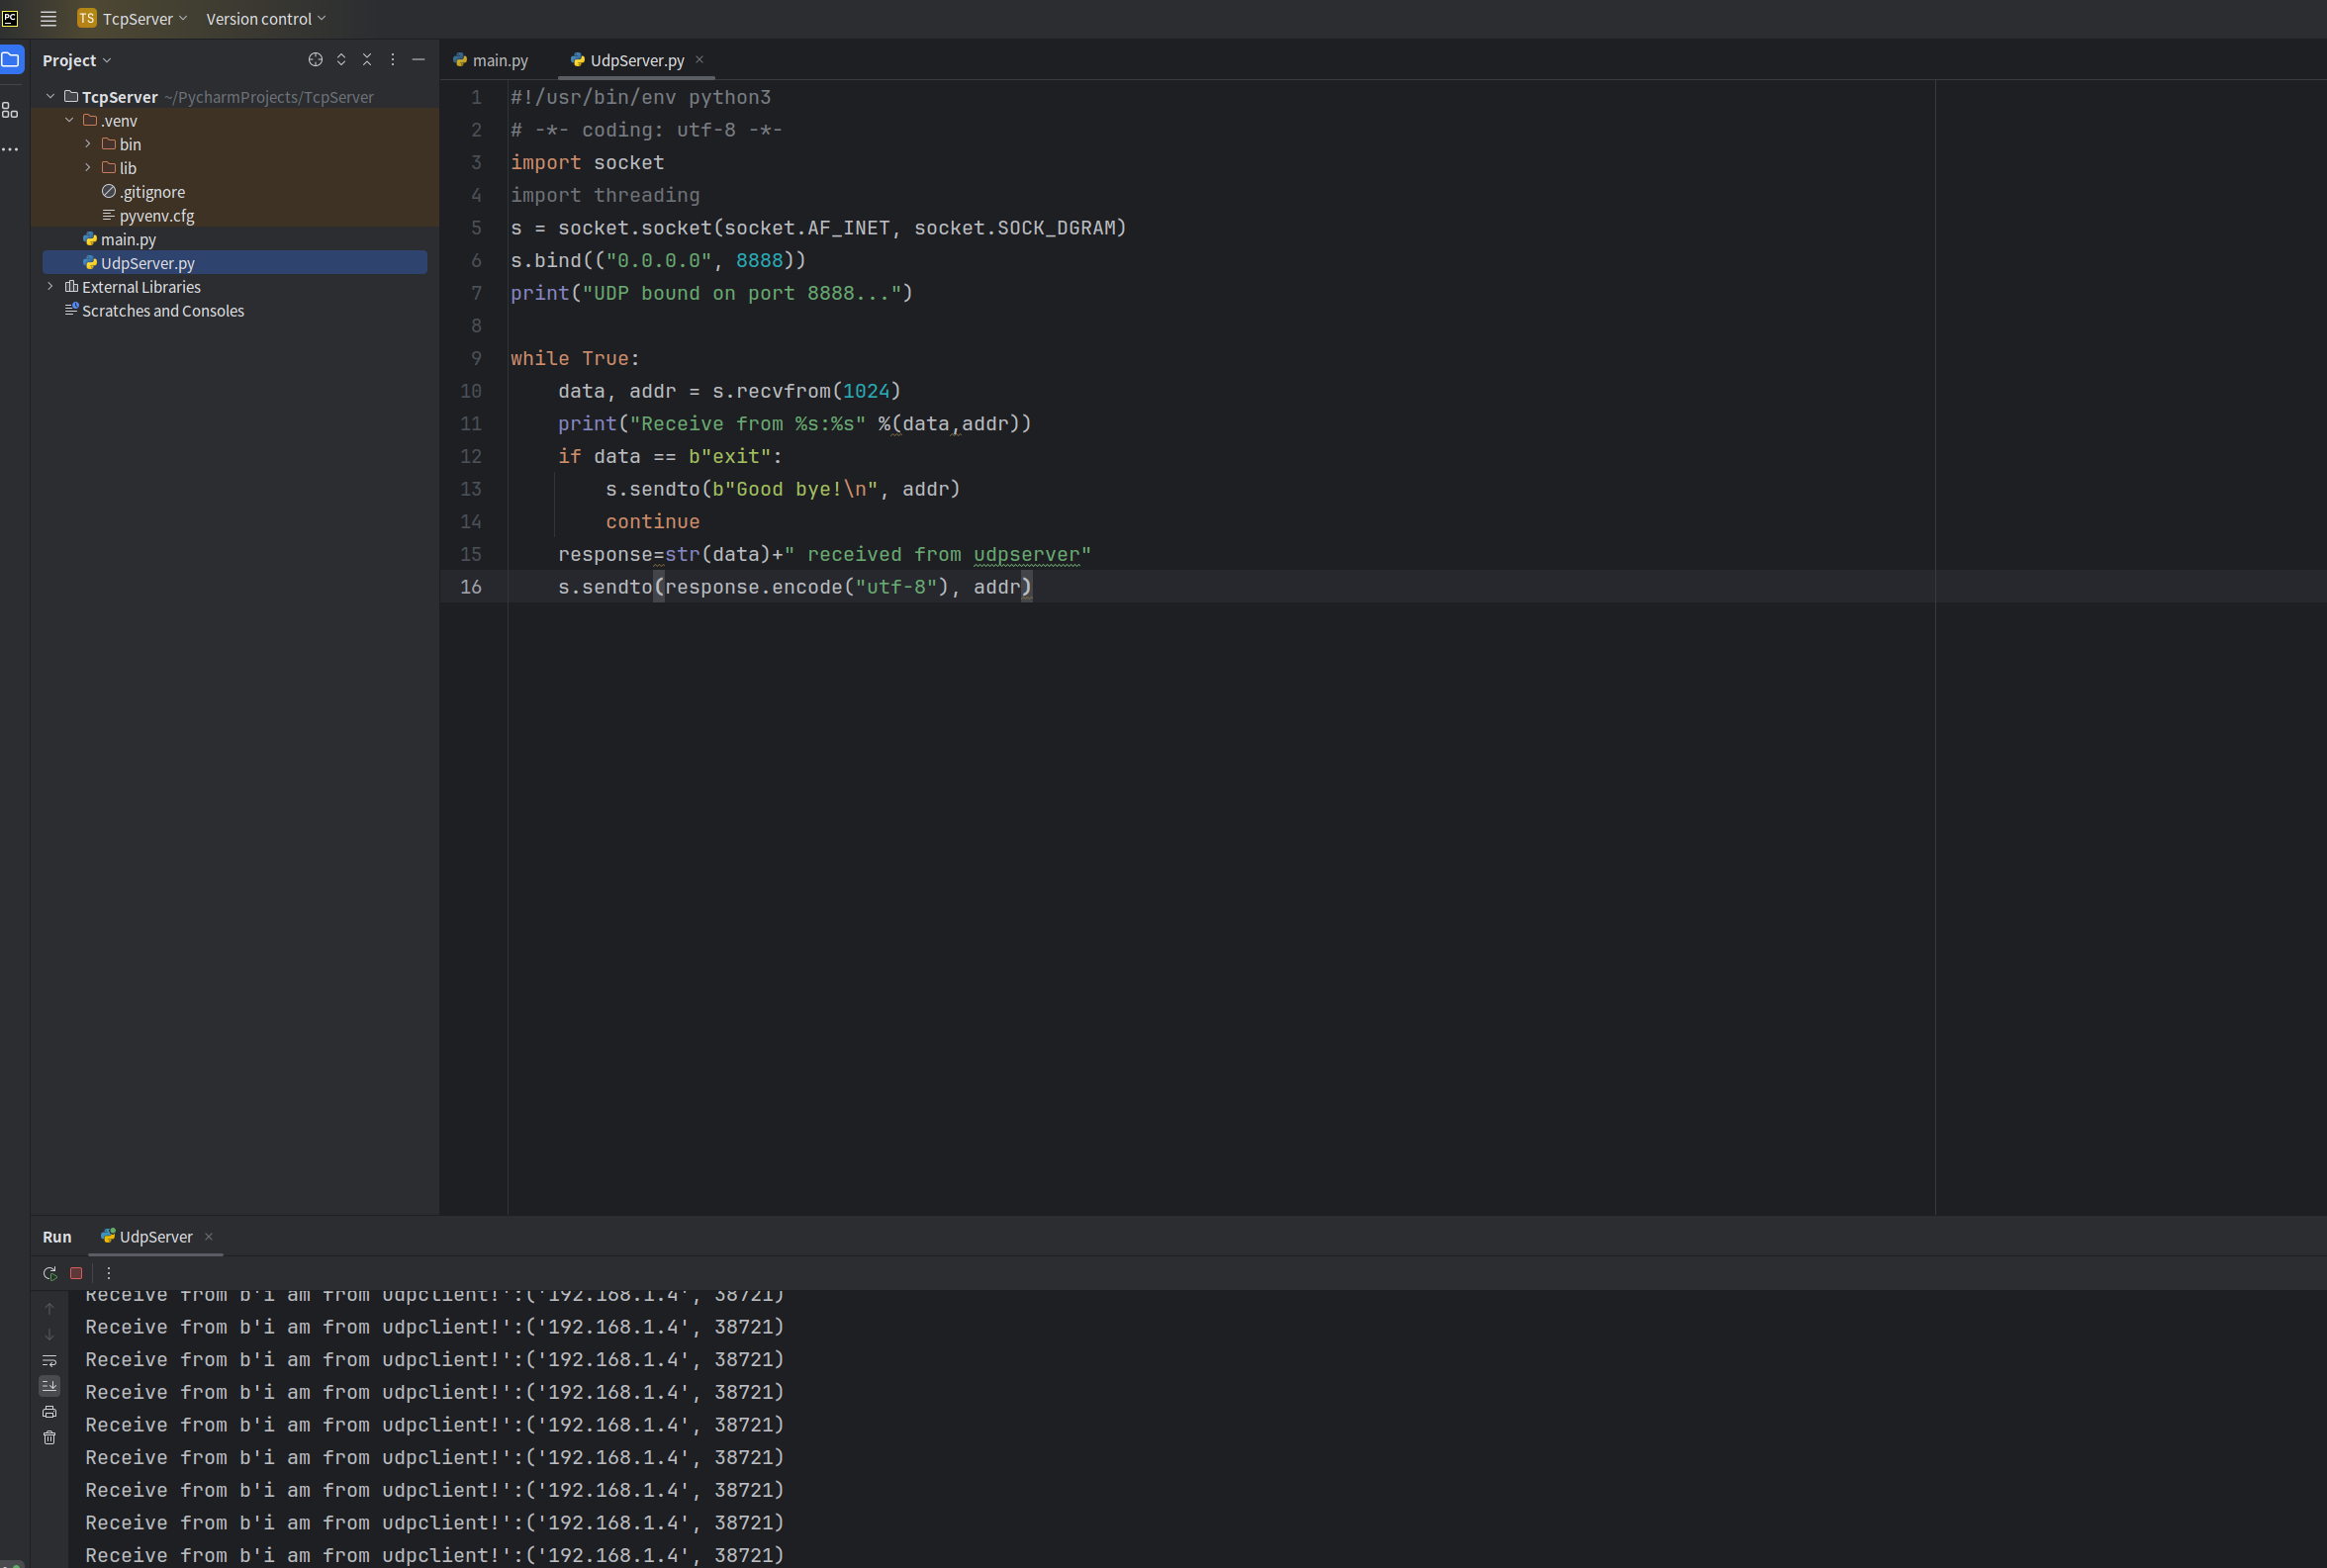 PC
TS TcpServer Version control
Project
TcpServer ~/PycharmProjects/TcpServer
.venv
bin
lib
.gitignore
pyvenv.cfg
main.py
UdpServer.py
External Libraries
Scratches and Consoles
main.py UdpServer.py
1 #!/usr/bin/env python3
2 # -*- coding: utf-8 -*-
3 import socket
4 import threading
5 s = socket.socket(socket.AF_INET, socket.SOCK_DGRAM)
6 s.bind(("0.0.0.0", 8888))
7 print("UDP bound on port 8888...")
8
9 while True:
10 data, addr = s.recvfrom(1024)
11 print("Receive from %s:%s" %(data,addr))
12 if data == b"exit":
13 s.sendto(b"Good bye!\n", addr)
14 continue
15 response=str(data)+" received from udpserver"
16 s.sendto(response.encode("utf-8"), addr)
Run UdpServer
Receive from b'i am from udpclient!':('192.168.1.4', 38721)
Receive from b'i am from udpclient!':('192.168.1.4', 38721)
Receive from b'i am from udpclient!':('192.168.1.4', 38721)
Receive from b'i am from udpclient!':('192.168.1.4', 38721)
Receive from b'i am from udpclient!':('192.168.1.4', 38721)
Receive from b'i am from udpclient!':('192.168.1.4', 38721)
Receive from b'i am from udpclient!':('192.168.1.4', 38721)
Receive from b'i am from udpclient!':('192.168.1.4', 38721)
Receive from b'i am from udpclient!':('192.168.1.4', 38721)